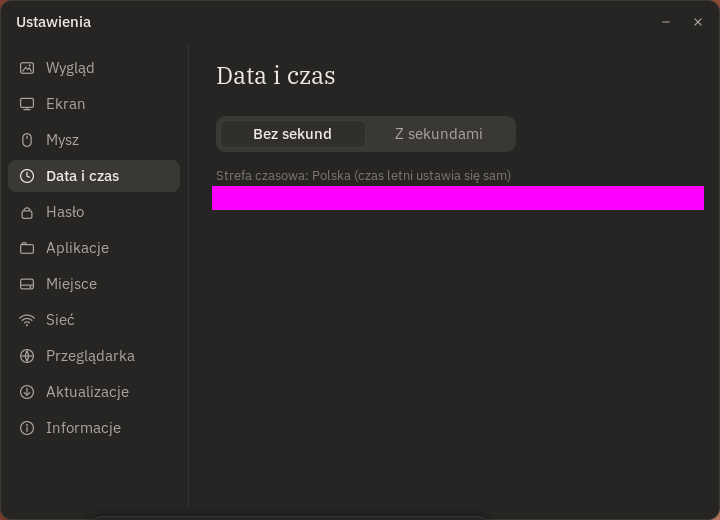 Ustawienia
Wygląd
Ekran
Mysz
Data i czas
Hasło
Aplikacje
Miejsce
Sieć
Przeglądarka
Aktualizacje
Informacje
Data i czas
Bez sekund
Z sekundami
Strefa czasowa: Polska (czas letni ustawia się sam)